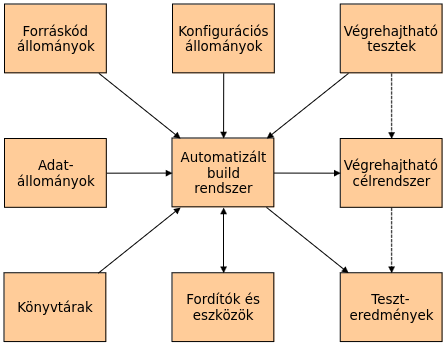 Forráskód
állományok
Konfigurációs
állományok
Végrehajtható
tesztek
Adat-
állományok
Automatizált
build
rendszer
Végrehajtható
célrendszer
Könyvtárak
Fordítók és
eszközök
Teszt-
eredmények